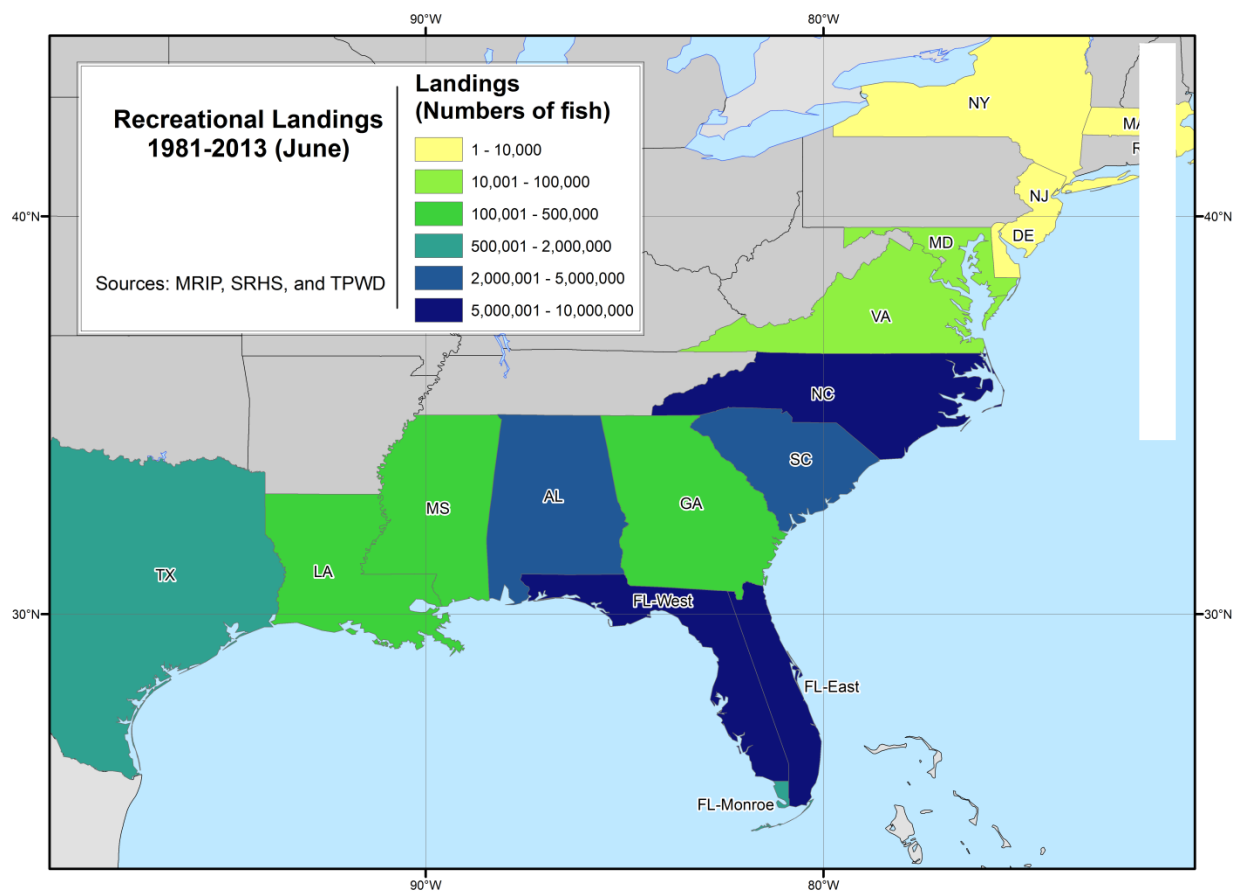 90°W
80°W
Recreational Landings
1981-2013 (June)
Sources: MRIP, SRHS, and TPWD
Landings
(Numbers of fish)
1 - 10,000
10,001 - 100,000
100,001 - 500,000
500,001 - 2,000,000
2,000,001 - 5,000,000
5,000,001 - 10,000,000
NY
NJ
40°N
40°N
DE
MD
VA
NC
SC
AL
GA
MS
TX
LA
FL-West
30°N
30°N
FL-East
FL-Monroe
90°W
80°W